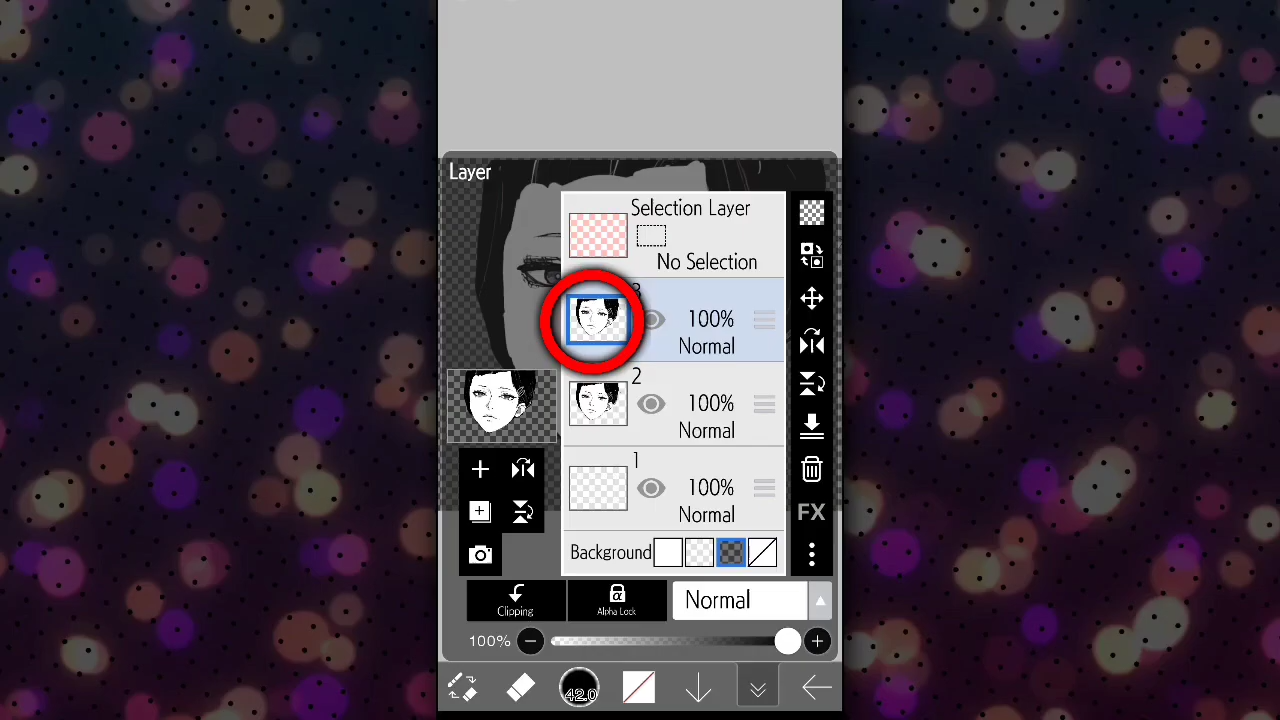 Layer
Selection Layer
No Selection
3
100%
Normal
2
100%
Normal
1
100%
Normal
FX
Background
Clipping
Alpha Lock
Normal
100%
42.0